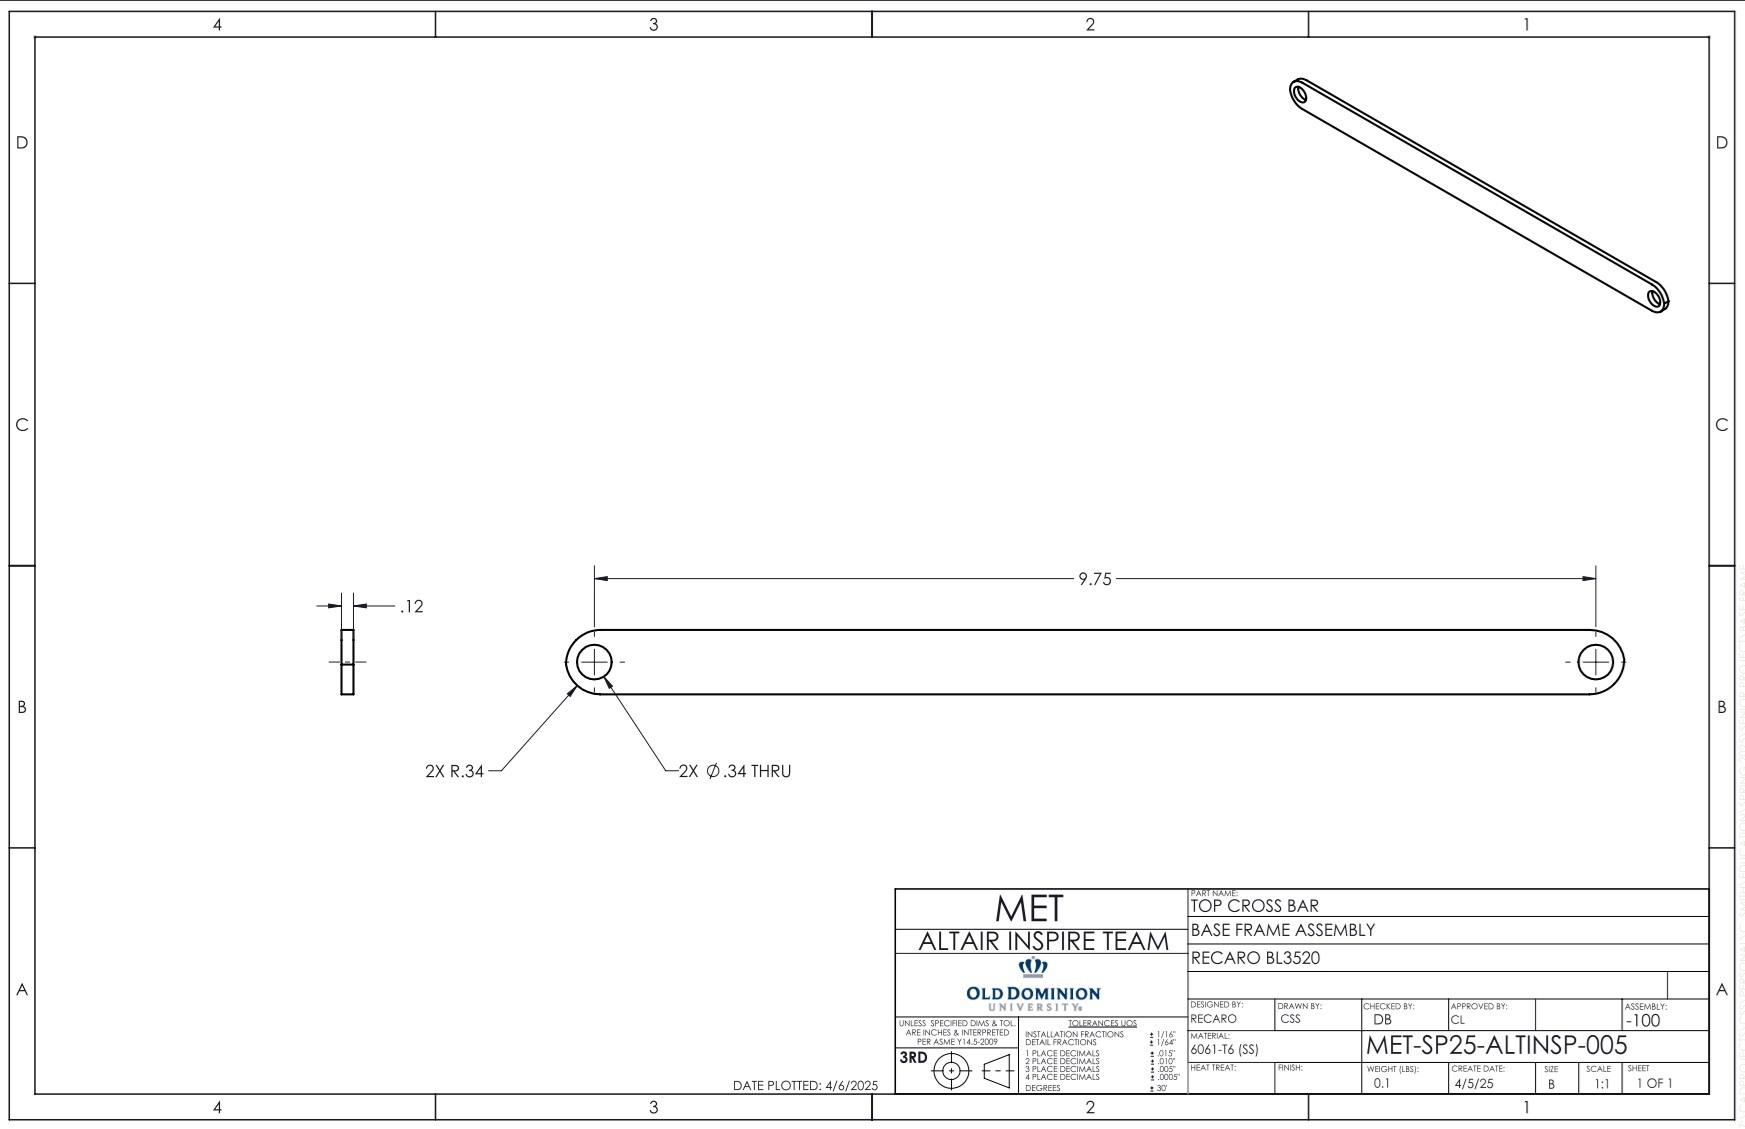 4 3 2 1
D D
C C
9.75
.12
B B
2X R.34
2X Ø.34 THRU
A A
MET
ALTAIR INSPIRE TEAM
OLD DOMINION
UNIVERSITY®
UNLESS SPECIFIED DIMS & TOL.
ARE INCHES & INTERPRETED
PER ASME Y14.5-2009
3RD
TOLERANCES UOS
INSTALLATION FRACTIONS ± 1/16"
DETAIL FRACTIONS ± 1/64"
1 PLACE DECIMALS ± .015"
2 PLACE DECIMALS ± .010"
3 PLACE DECIMALS ± .005"
4 PLACE DECIMALS ± .0005"
DEGREES ± 30'
PART NAME:
TOP CROSS BAR
BASE FRAME ASSEMBLY
RECARO BL3520
DESIGNED BY: DRAWN BY: CHECKED BY: APPROVED BY: ASSEMBLY:
RECARO CSS DB CL -100
MATERIAL:
6061-T6 (SS)
MET-SP25-ALTINSP-005
HEAT TREAT: FINISH: WEIGHT (LBS): CREATE DATE: SIZE SCALE SHEET
0.1 4/5/25 B 1:1 1 OF 1
DATE PLOTTED: 4/6/2025
4 3 2 1